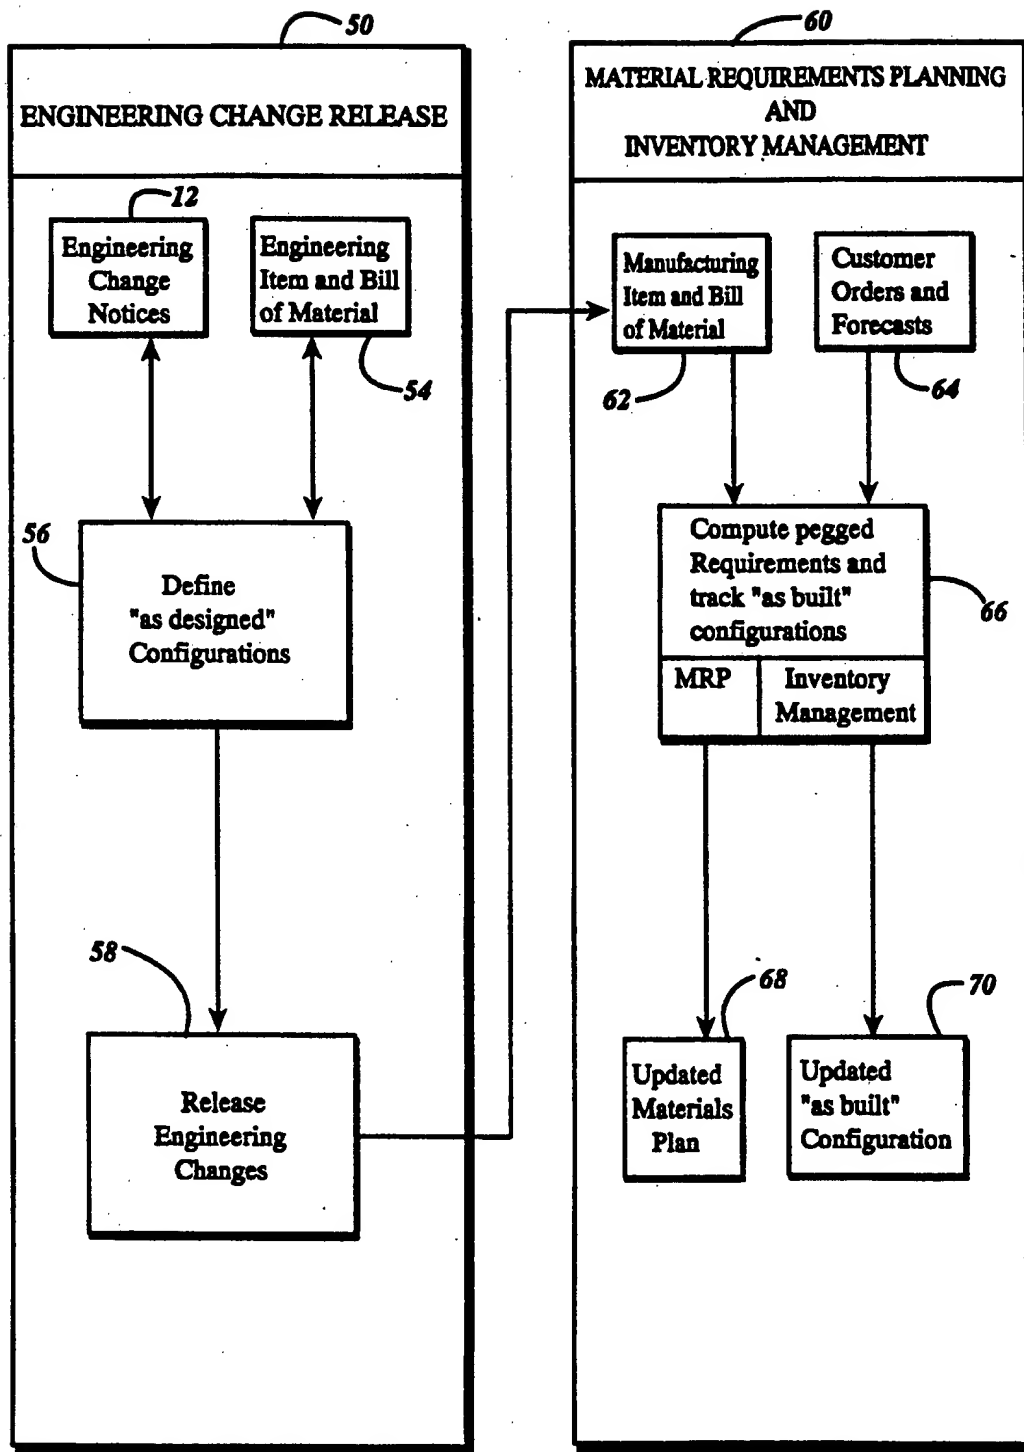 50
ENGINEERING CHANGE RELEASE
12
Engineering
Change
Notices
Engineering
Item and Bill
of Material
54
56
Define
"as designed"
Configurations
58
Release
Engineering
Changes
60
MATERIAL REQUIREMENTS PLANNING
AND
INVENTORY MANAGEMENT
Manufacturing
Item and Bill
of Material
62
Customer
Orders and
Forecasts
64
Compute pegged
Requirements and
track "as built"
configurations
66
MRP
Inventory
Management
68
Updated
Materials
Plan
70
Updated
"as built"
Configuration